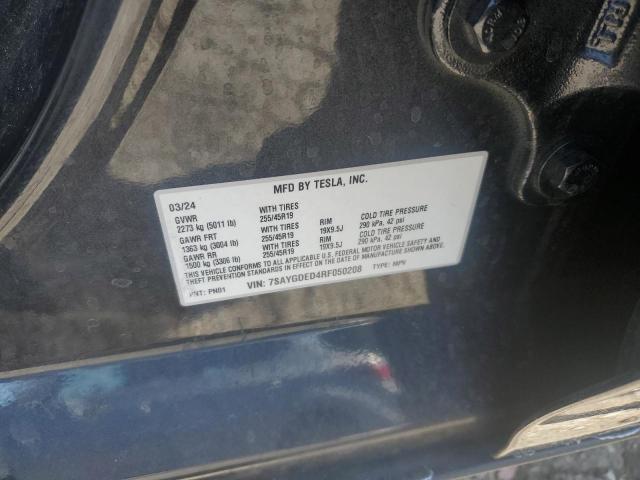 MFD BY TESLA, INC.
03/24
GVWR WITH TIRES
2273 kg (5011 lb) 255/45R19 RIM COLD TIRE PRESSURE
GAWR FRT WITH TIRES 19X9.5J 290 kPa, 42 psi
1363 kg (3004 lb) 255/45R19 RIM COLD TIRE PRESSURE
GAWR RR WITH TIRES 19X9.5J 290 kPa, 42 psi
1500 kg (3306 lb) 255/45R19
THIS VEHICLE CONFORMS TO ALL APPLICABLE U.S. FEDERAL MOTOR VEHICLE SAFETY AND
THEFT PREVENTION STANDARDS IN EFFECT ON THE DATE OF MANUFACTURE SHOWN ABOVE.
PNT: PN01 VIN: 7SAYGDED4RF050208 TYPE: MPV